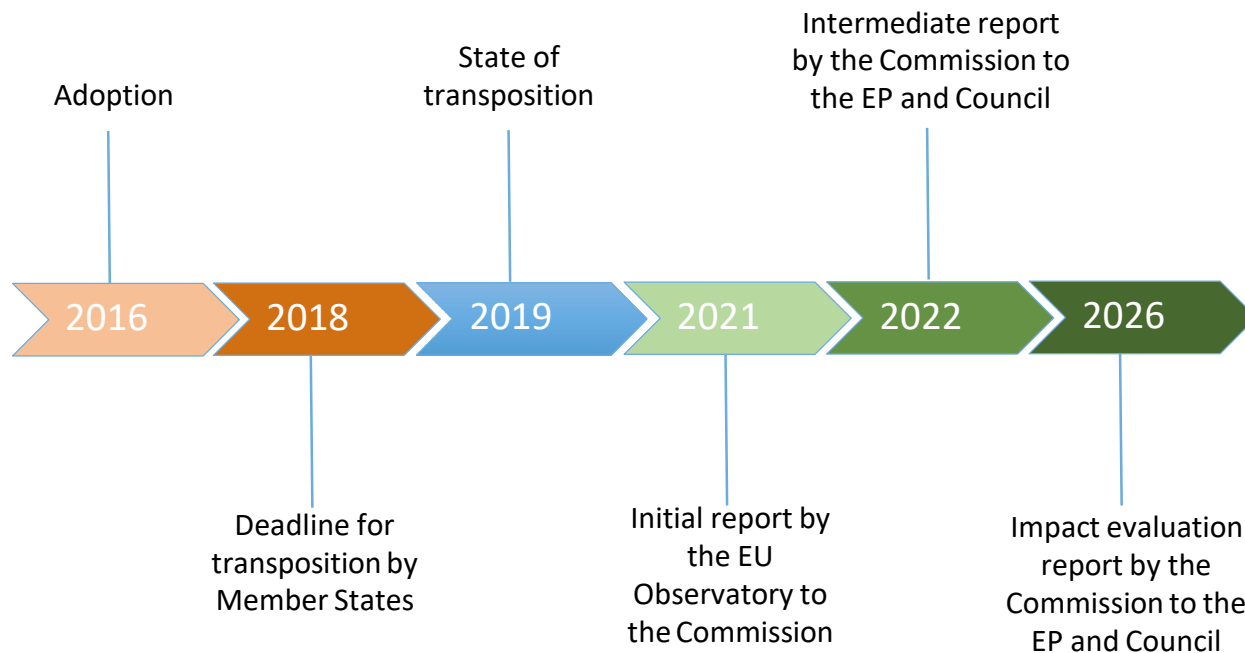 Adoption
State of
transposition
Intermediate report
by the Commission to
the EP and Council
2016
2018
2019
2021
2022
2026
Deadline for
transposition by
Member States
Initial report by
the EU
Observatory to
the Commission
Impact evaluation
report by the
Commission to the
EP and Council